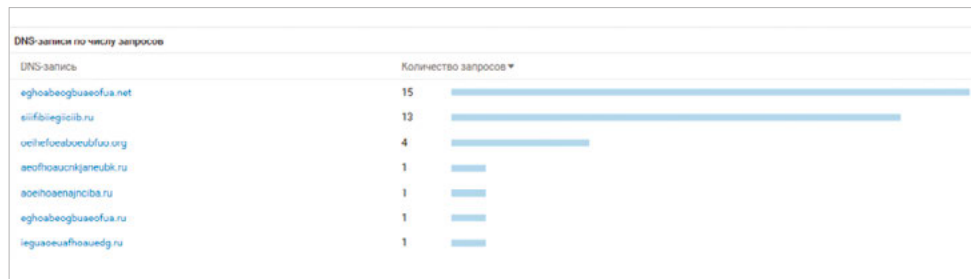 DNS-записи по числу запросов
DNS-запись Количество запросов ▼
eghoabeogbuaeofua.net 15
siiifibiiegiiciib.ru 13
oeihefoeaboeubfuo.org 4
aeofhoaucnkjaneubk.ru 1
aoeihoaenajnciba.ru 1
eghoabeogbuaeofua.ru 1
ieguaoeuafhoauedg.ru 1